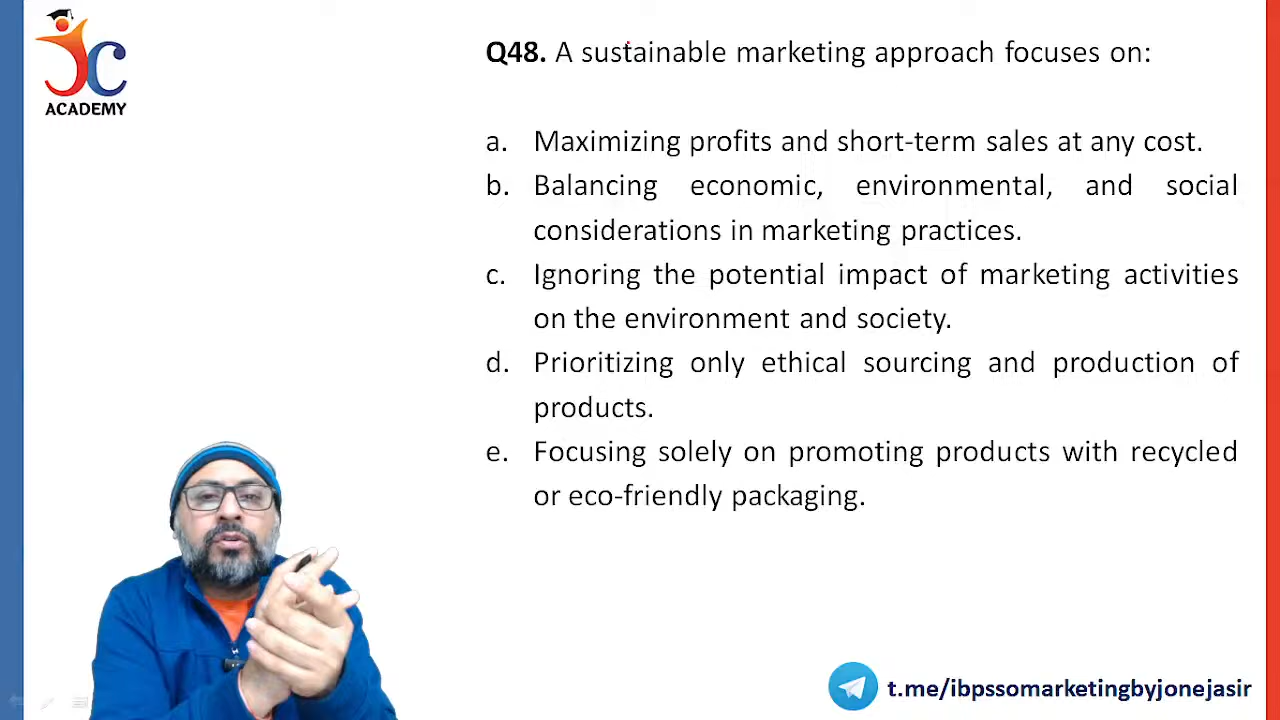 JC
ACADEMY
Q48. A sustainable marketing approach focuses on:
a. Maximizing profits and short-term sales at any cost.
b. Balancing economic, environmental, and social
considerations in marketing practices.
c. Ignoring the potential impact of marketing activities
on the environment and society.
d. Prioritizing only ethical sourcing and production of
products.
e. Focusing solely on promoting products with recycled
or eco-friendly packaging.
t.me/ibpssomarketingbyjonejasir